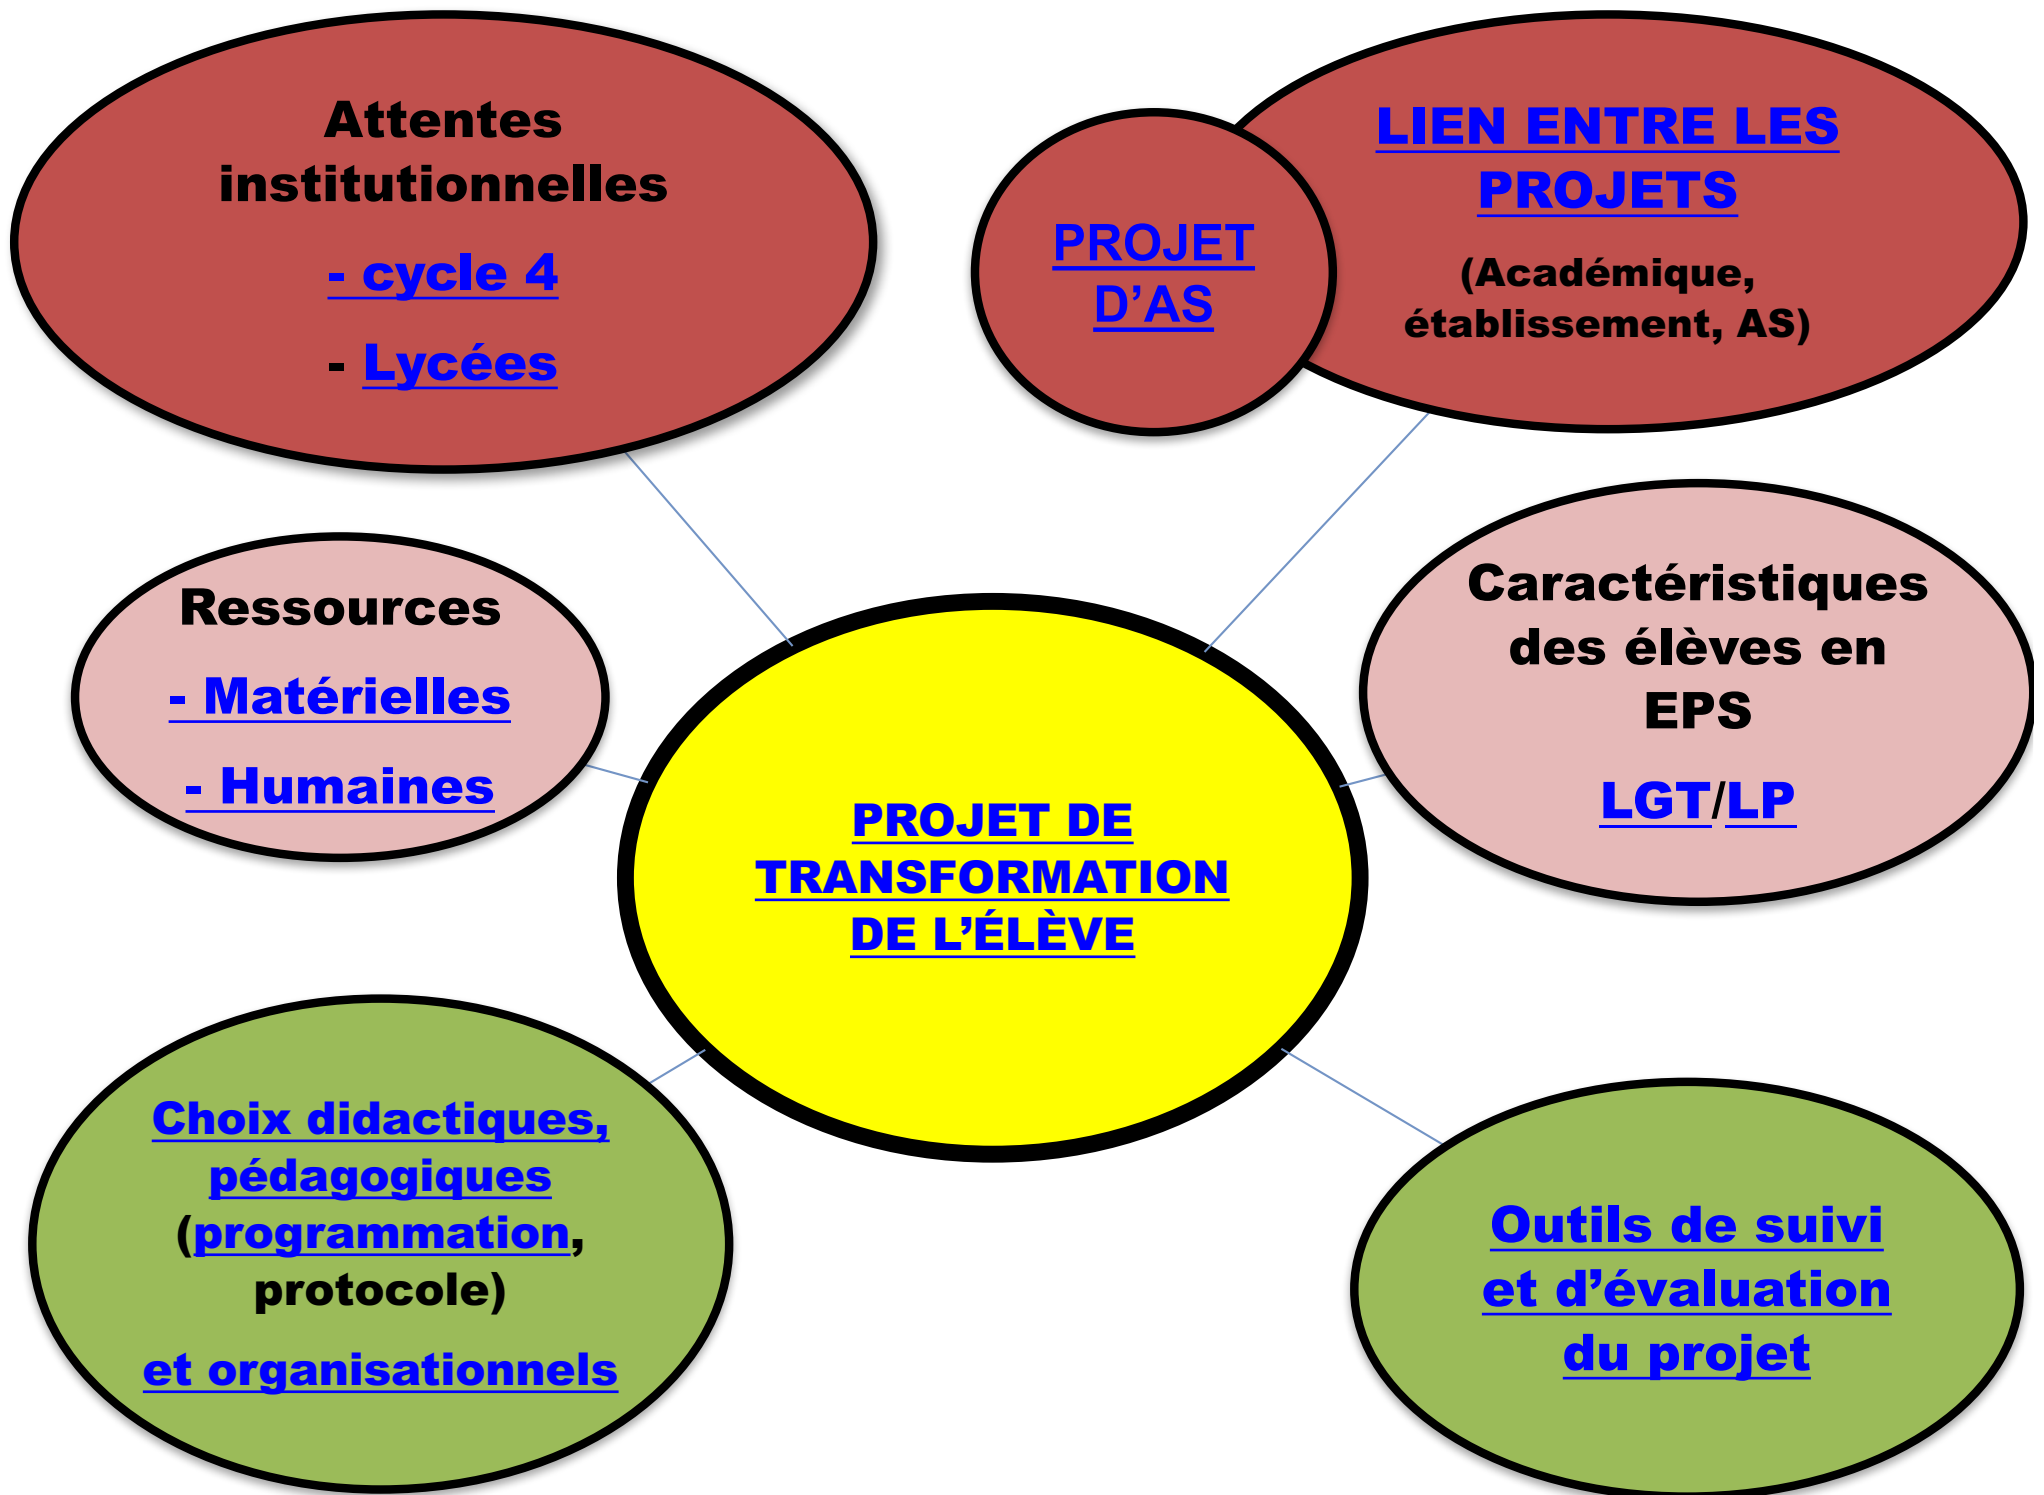 Attentes
institutionnelles
- cycle 4
- Lycées
PROJET
D’AS
LIEN ENTRE LES
PROJETS
(Académique,
établissement, AS)
Ressources
- Matérielles
- Humaines
Caractéristiques
des élèves en
EPS
LGT/LP
PROJET DE
TRANSFORMATION
DE L’ÉLÈVE
Choix didactiques,
pédagogiques
(programmation,
protocole)
et organisationnels
Outils de suivi
et d’évaluation
du projet